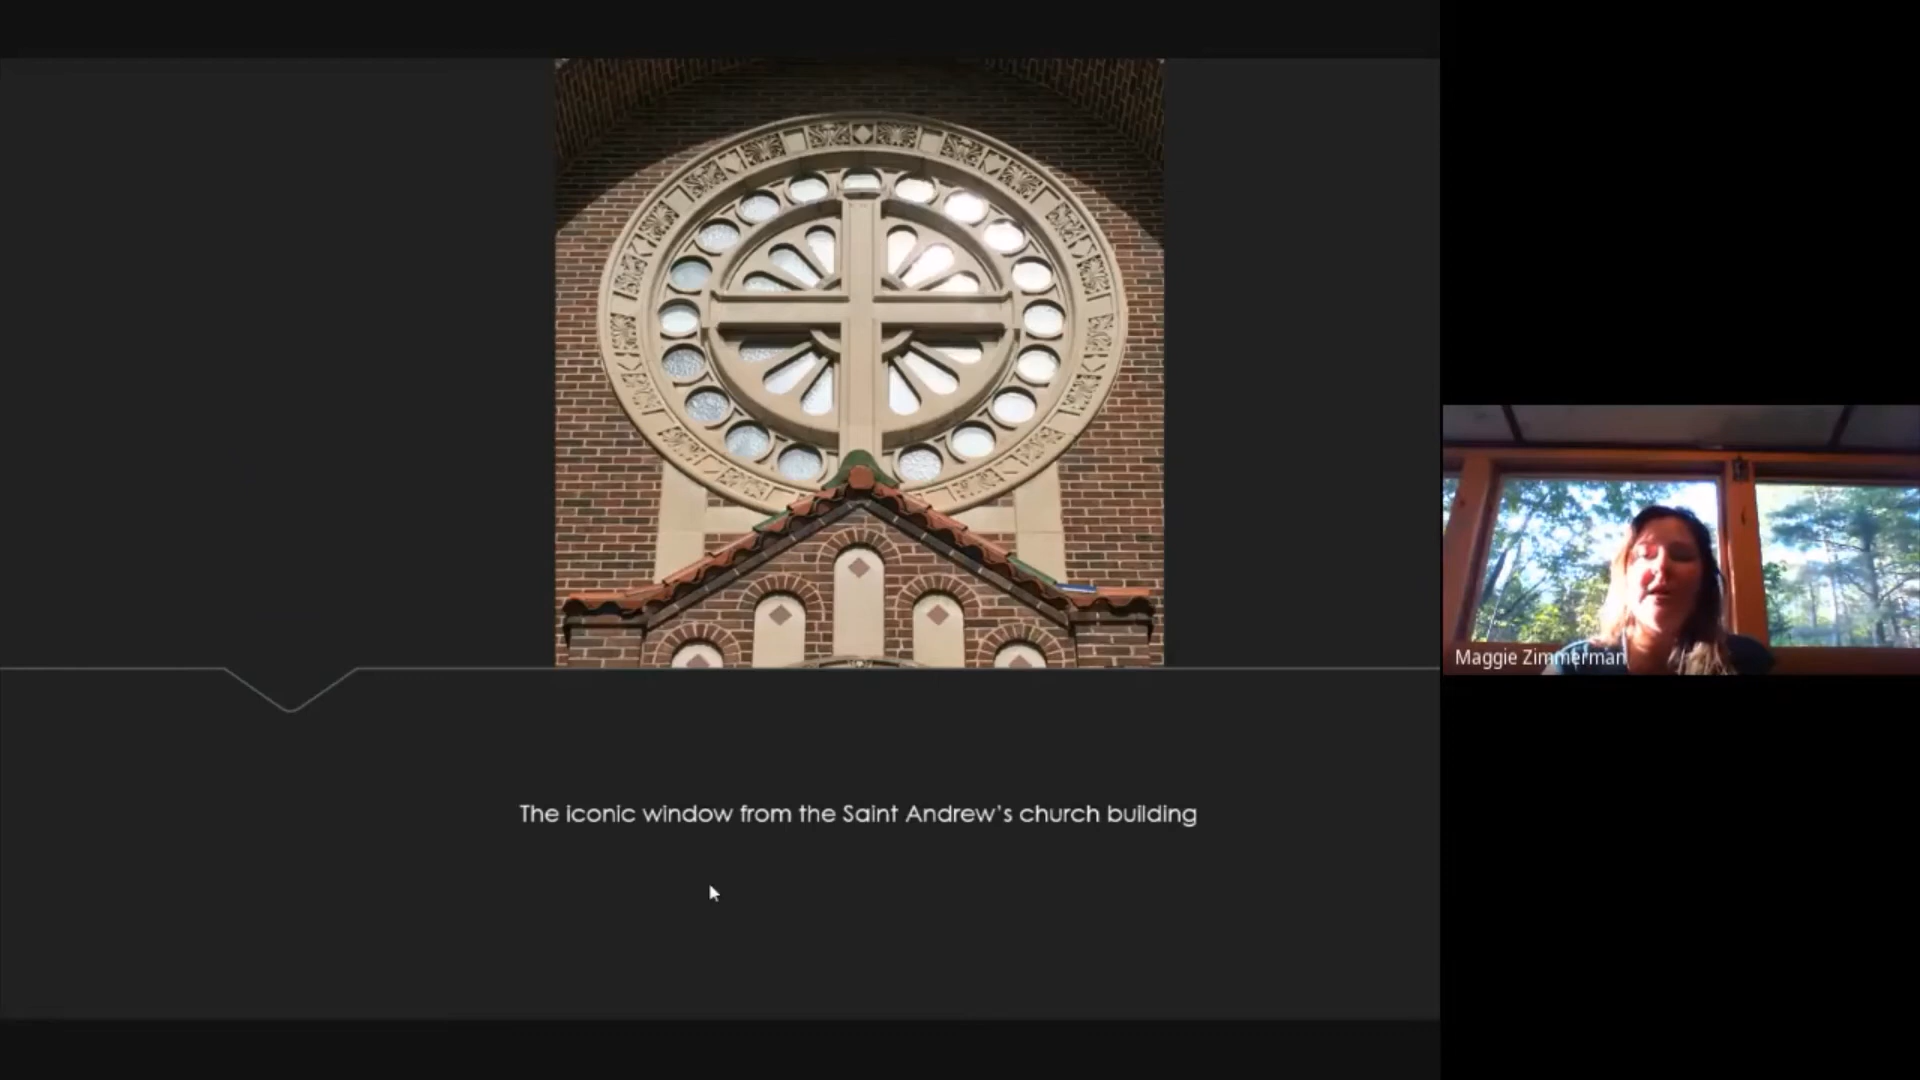 The iconic window from the Saint Andrew’s church building
Maggie Zimmerman